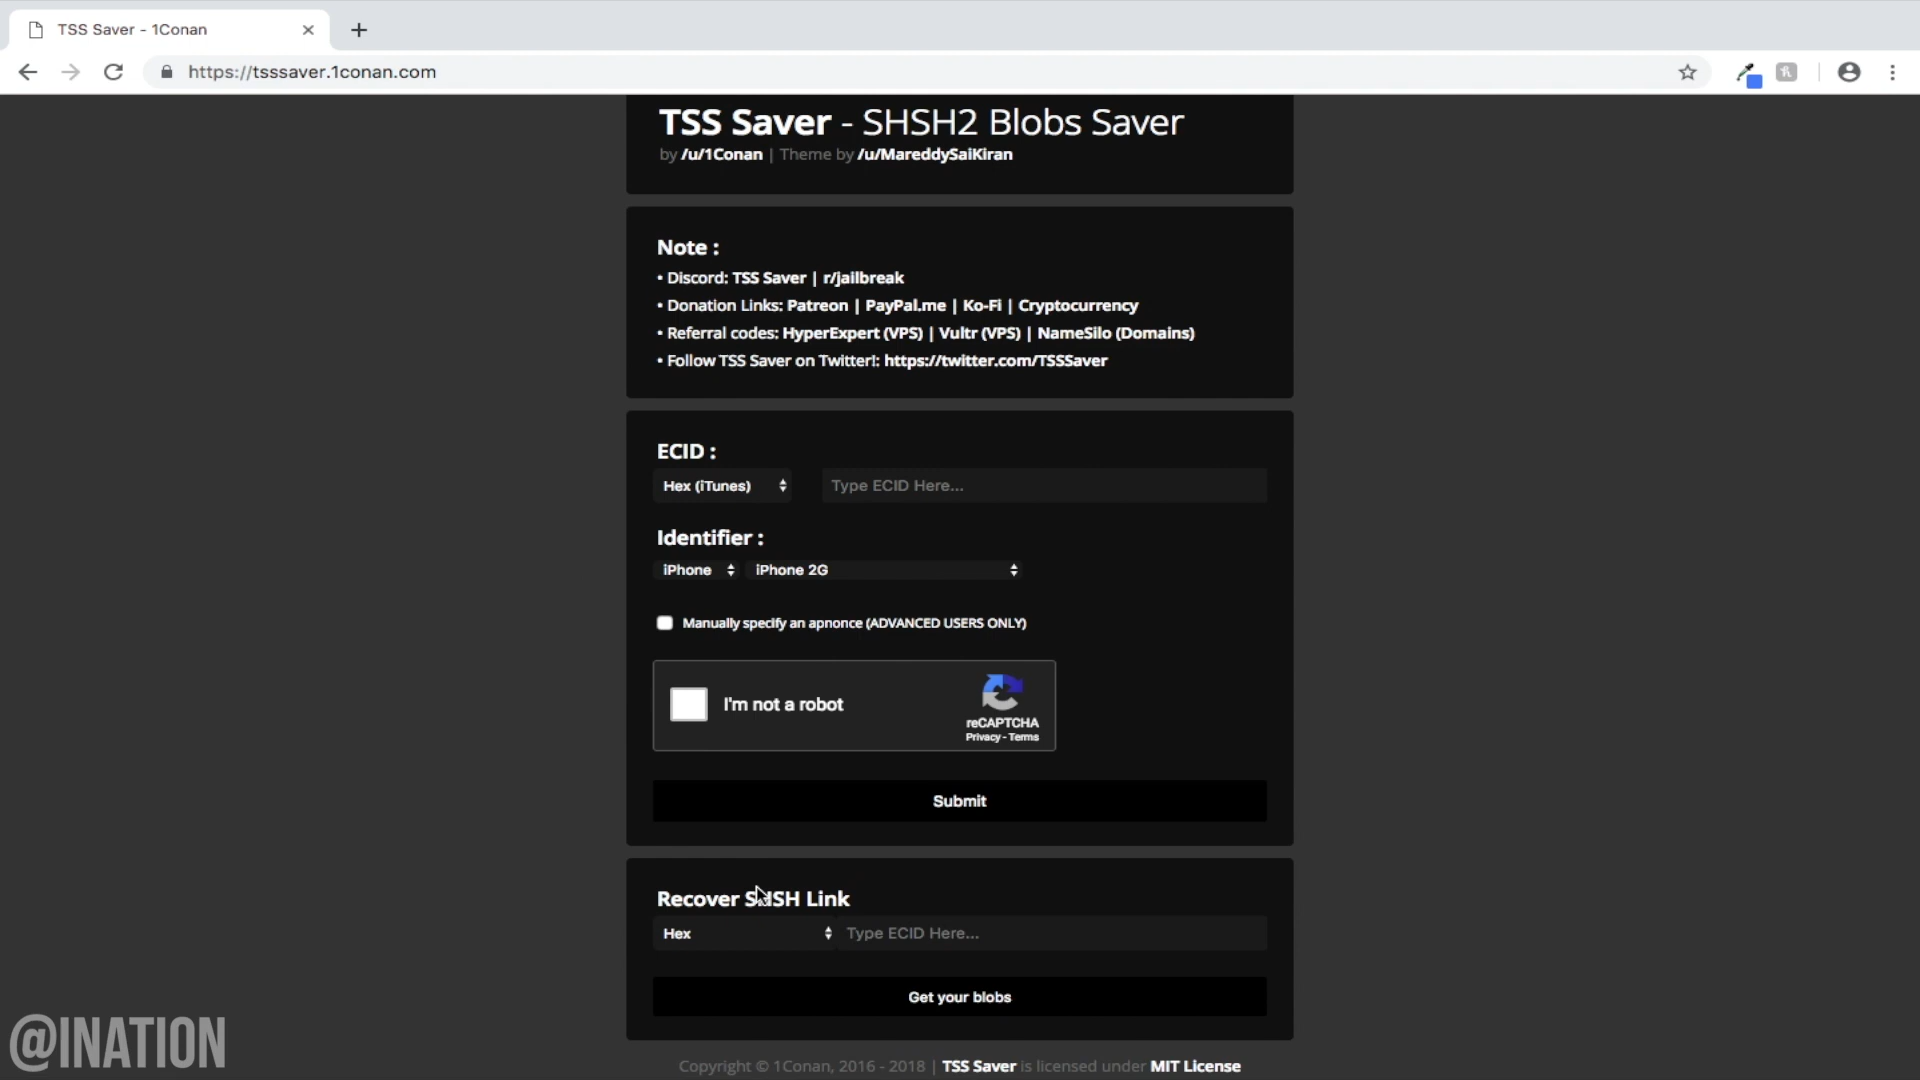 TSS Saver - 1Conan
https://tsssaver.1conan.com
TSS Saver - SHSH2 Blobs Saver
by /u/1Conan | Theme by /u/MareddySaiKiran
Note :
• Discord: TSS Saver | r/jailbreak
• Donation Links: Patreon | PayPal.me | Ko-Fi | Cryptocurrency
• Referral codes: HyperExpert (VPS) | Vultr (VPS) | NameSilo (Domains)
• Follow TSS Saver on Twitter!: https://twitter.com/TSSSaver
ECID :
Hex (iTunes) Type ECID Here...
Identifier :
iPhone iPhone 2G
Manually specify an apnonce (ADVANCED USERS ONLY)
I'm not a robot
reCAPTCHA
Privacy - Terms
Submit
Recover SHSH Link
Hex Type ECID Here...
Get your blobs
@INATION
Copyright © 1Conan, 2016 - 2018 | TSS Saver is licensed under MIT License